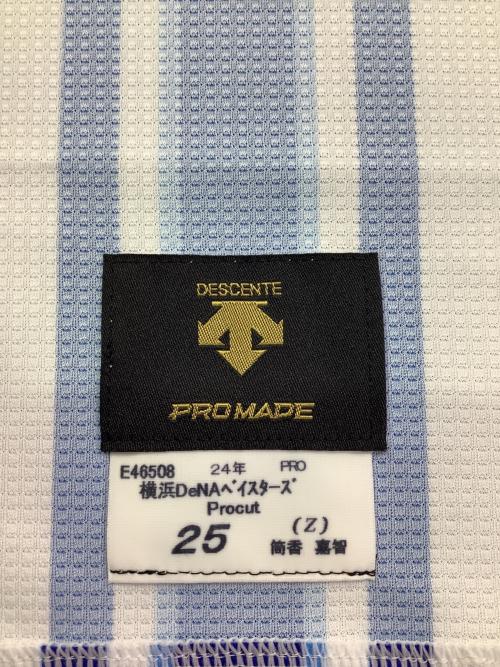 DESCENTE
PROMADE
E46508 24年 PRO
横浜DeNAベイスターズ
Procut
25 (Z)
筒香 嘉智